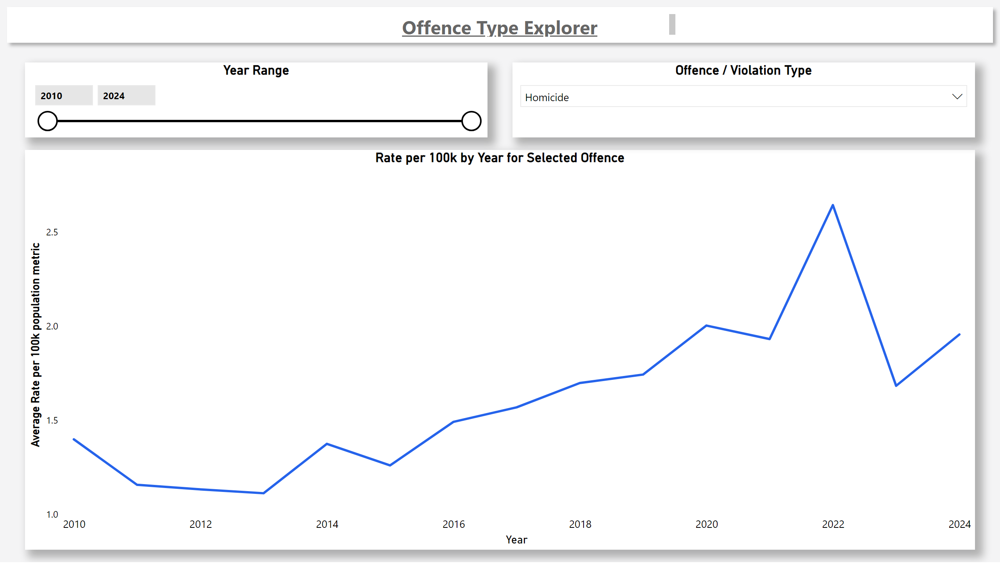 Offence Type Explorer
Year Range
2010 2024
Offence / Violation Type
Homicide
Rate per 100k by Year for Selected Offence
Average Rate per 100k population metric
2.5
2.0
1.5
1.0
2010 2012 2014 2016 2018 2020 2022 2024
Year